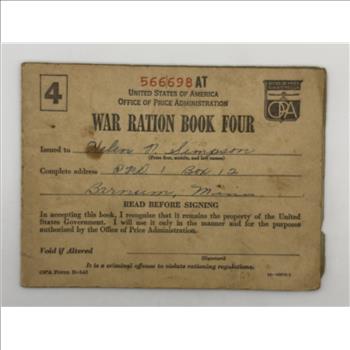 4
566698 AT
UNITED STATES OF AMERICA
OFFICE OF PRICE ADMINISTRATION
OPA
WAR RATION BOOK FOUR
Issued to Helen V. Simpson
(Print first, middle, and last names)
Complete address RND 1 Box 12
Barnum, Minn
READ BEFORE SIGNING
In accepting this book, I recognize that it remains the property of the United
States Government. I will use it only in the manner and for the purposes
authorized by the Office of Price Administration.
Void if Altered
(Signature)
It is a criminal offense to violate rationing regulations.
OPA Form R-145